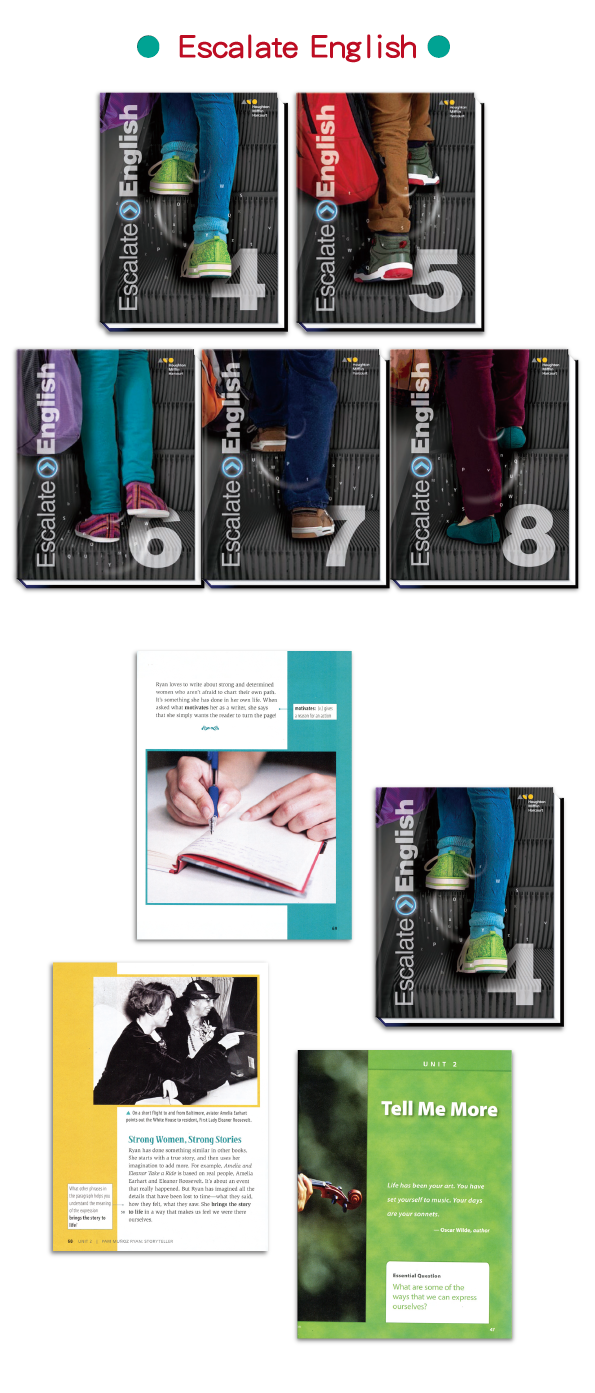 Escalate English
Houghton
Mifflin
Harcourt
Escalate English
4
Houghton
Mifflin
Harcourt
Escalate English
5
Houghton
Mifflin
Harcourt
Escalate English
6
Houghton
Mifflin
Harcourt
Escalate English
7
Houghton
Mifflin
Harcourt
Escalate English
8
Ryan loves to write about strong and determined
women who aren't afraid to chart their own path.
It's something she has done in her own life. When
asked what motivates her as a writer, she says
that she simply wants the reader to turn the page!
motivates: (v.) gives
a reason for an action
69
Houghton
Mifflin
Harcourt
Escalate English
4
On a short flight to and from Baltimore, aviator Amelia Earhart
points out the White House to resident, First Lady Eleanor Roosevelt.
Strong Women, Strong Stories
Ryan has done something similar in other books.
She starts with a true story, and then uses her
imagination to add more. For example, Amelia and
Eleanor Take a Ride is based on real people, Amelia
Earhart and Eleanor Roosevelt. It's about an event
that really happened. But Ryan has imagined all the
details that have been lost to time—what they said,
how they felt, what they saw. She brings the story
to life in a way that makes us feel we were there
ourselves.
What other phrases in
the paragraph helps you
understand the meaning
of the expression
brings the story to
life?
68 UNIT 2 | PAM MUÑOZ RYAN: STORYTELLER
UNIT 2
Tell Me More
Life has been your art. You have
set yourself to music. Your days
are your sonnets.
— Oscar Wilde, author
Essential Question
What are some of the
ways that we can express
ourselves?
47